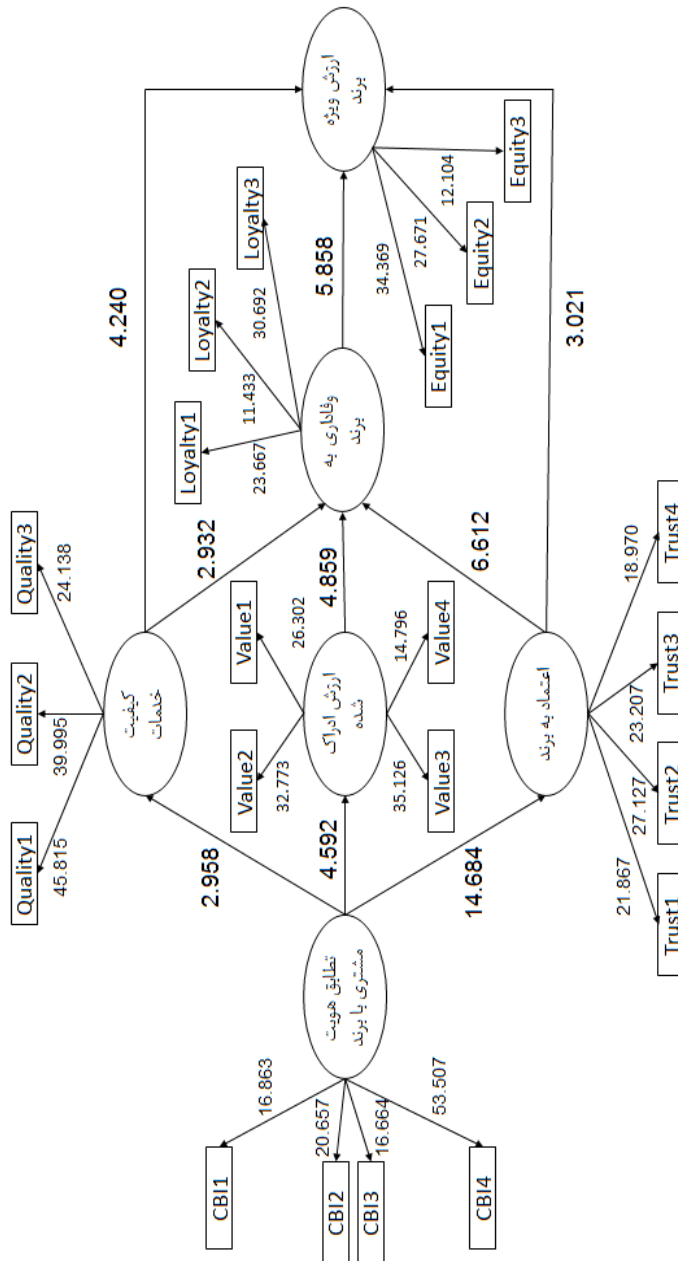 Quality1
Quality2
Quality3
45.815
39.995
24.138
کیفیت
خدمات
4.240
Loyalty1
Loyalty2
Loyalty3
23.667
11.433
30.692
2.958
2.932
CBI1
CBI2
CBI3
CBI4
16.863
20.657
16.664
53.507
تطابق هویت
مشتری با برند
4.592
Value2
Value1
32.773
26.302
ارزش ادراک
شده
35.126
14.796
Value3
Value4
4.859
وفاداری به
برند
5.858
ارزش ویژه
برند
34.369
27.671
12.104
Equity1
Equity2
Equity3
14.684
6.612
اعتماد به برند
3.021
21.867
27.127
23.207
18.970
Trust1
Trust2
Trust3
Trust4